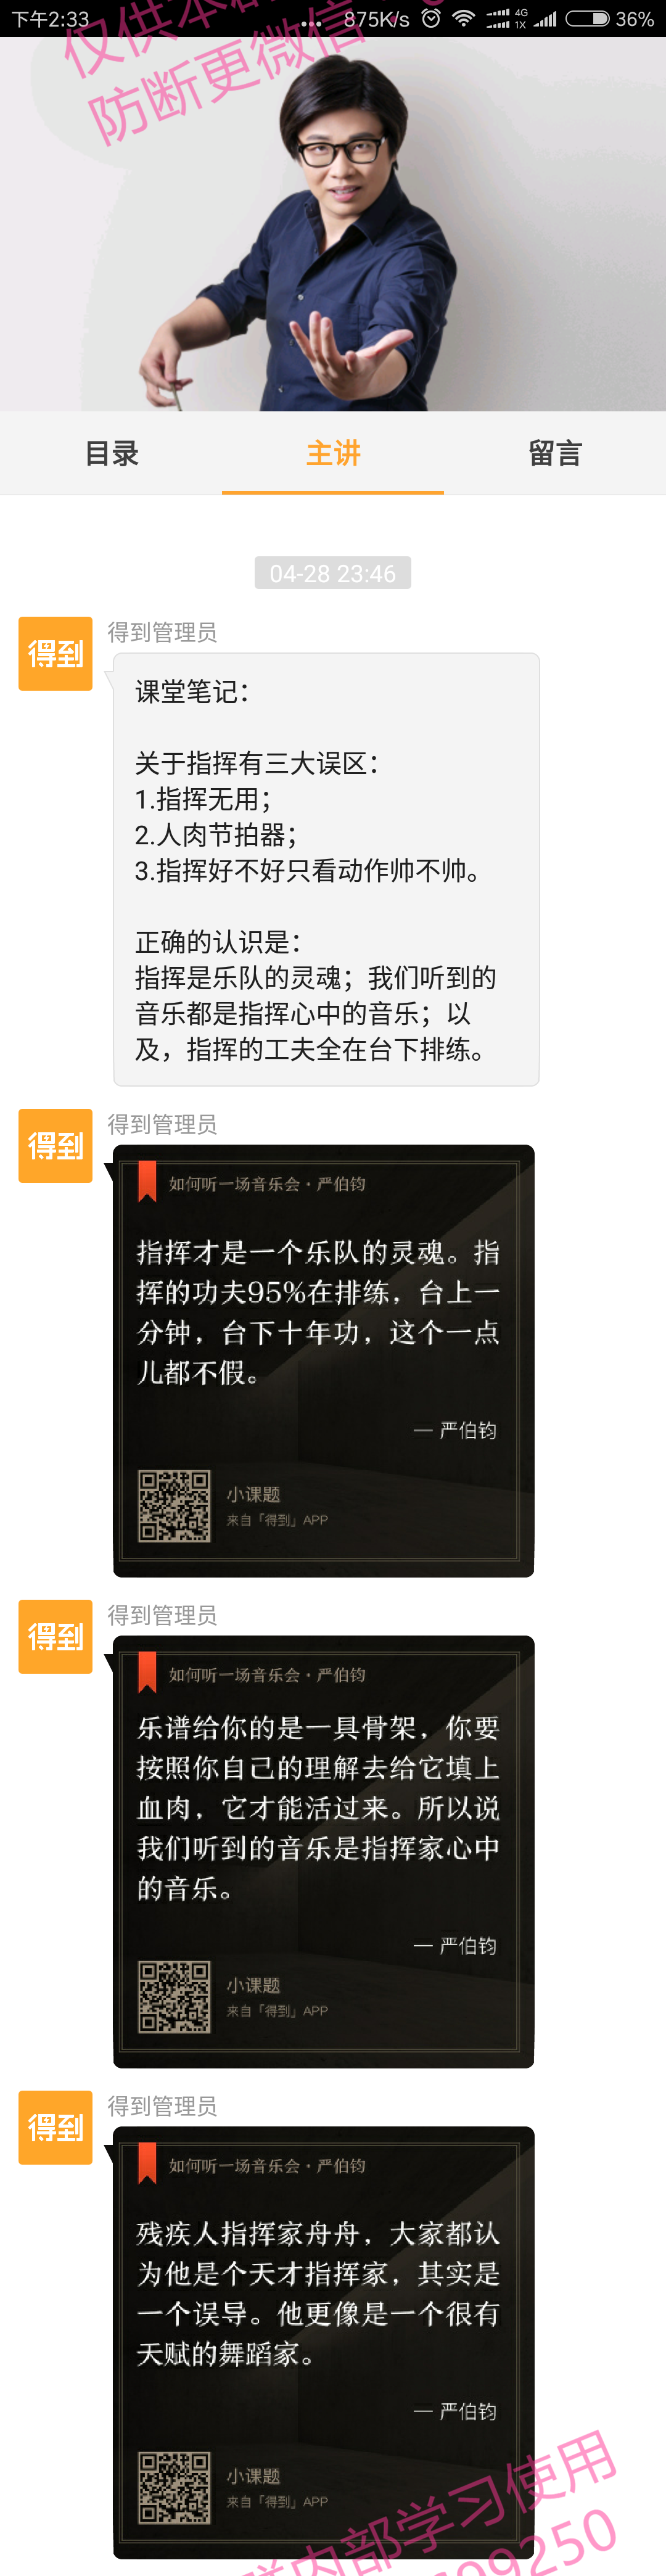 下午2:33
... 875K/s 4G 1X 36%
防断更微信
目录 主讲 留言
04-28 23:46
得到
得到管理员
课堂笔记：
关于指挥有三大误区：
1.指挥无用；
2.人肉节拍器；
3.指挥好不好只看动作帅不帅。
正确的认识是：
指挥是乐队的灵魂；我们听到的
音乐都是指挥心中的音乐；以
及，指挥的工夫全在台下排练。
得到
得到管理员
如何听一场音乐会·严伯钧
指挥才是一个乐队的灵魂。指
挥的功夫95%在排练，台上一
分钟，台下十年功，这个一点
儿都不假。
— 严伯钧
小课题
来自「得到」APP
得到
得到管理员
如何听一场音乐会·严伯钧
乐谱给你的是一具骨架，你要
按照你自己的理解去给它填上
血肉，它才能活过来。所以说
我们听到的音乐是指挥家心中
的音乐。
— 严伯钧
小课题
来自「得到」APP
得到
得到管理员
如何听一场音乐会·严伯钧
残疾人指挥家舟舟，大家都认
为他是个天才指挥家，其实是
一个误导。他更像是一个很有
天赋的舞蹈家。
— 严伯钧
小课题
来自「得到」APP
群内部学习使用
99250